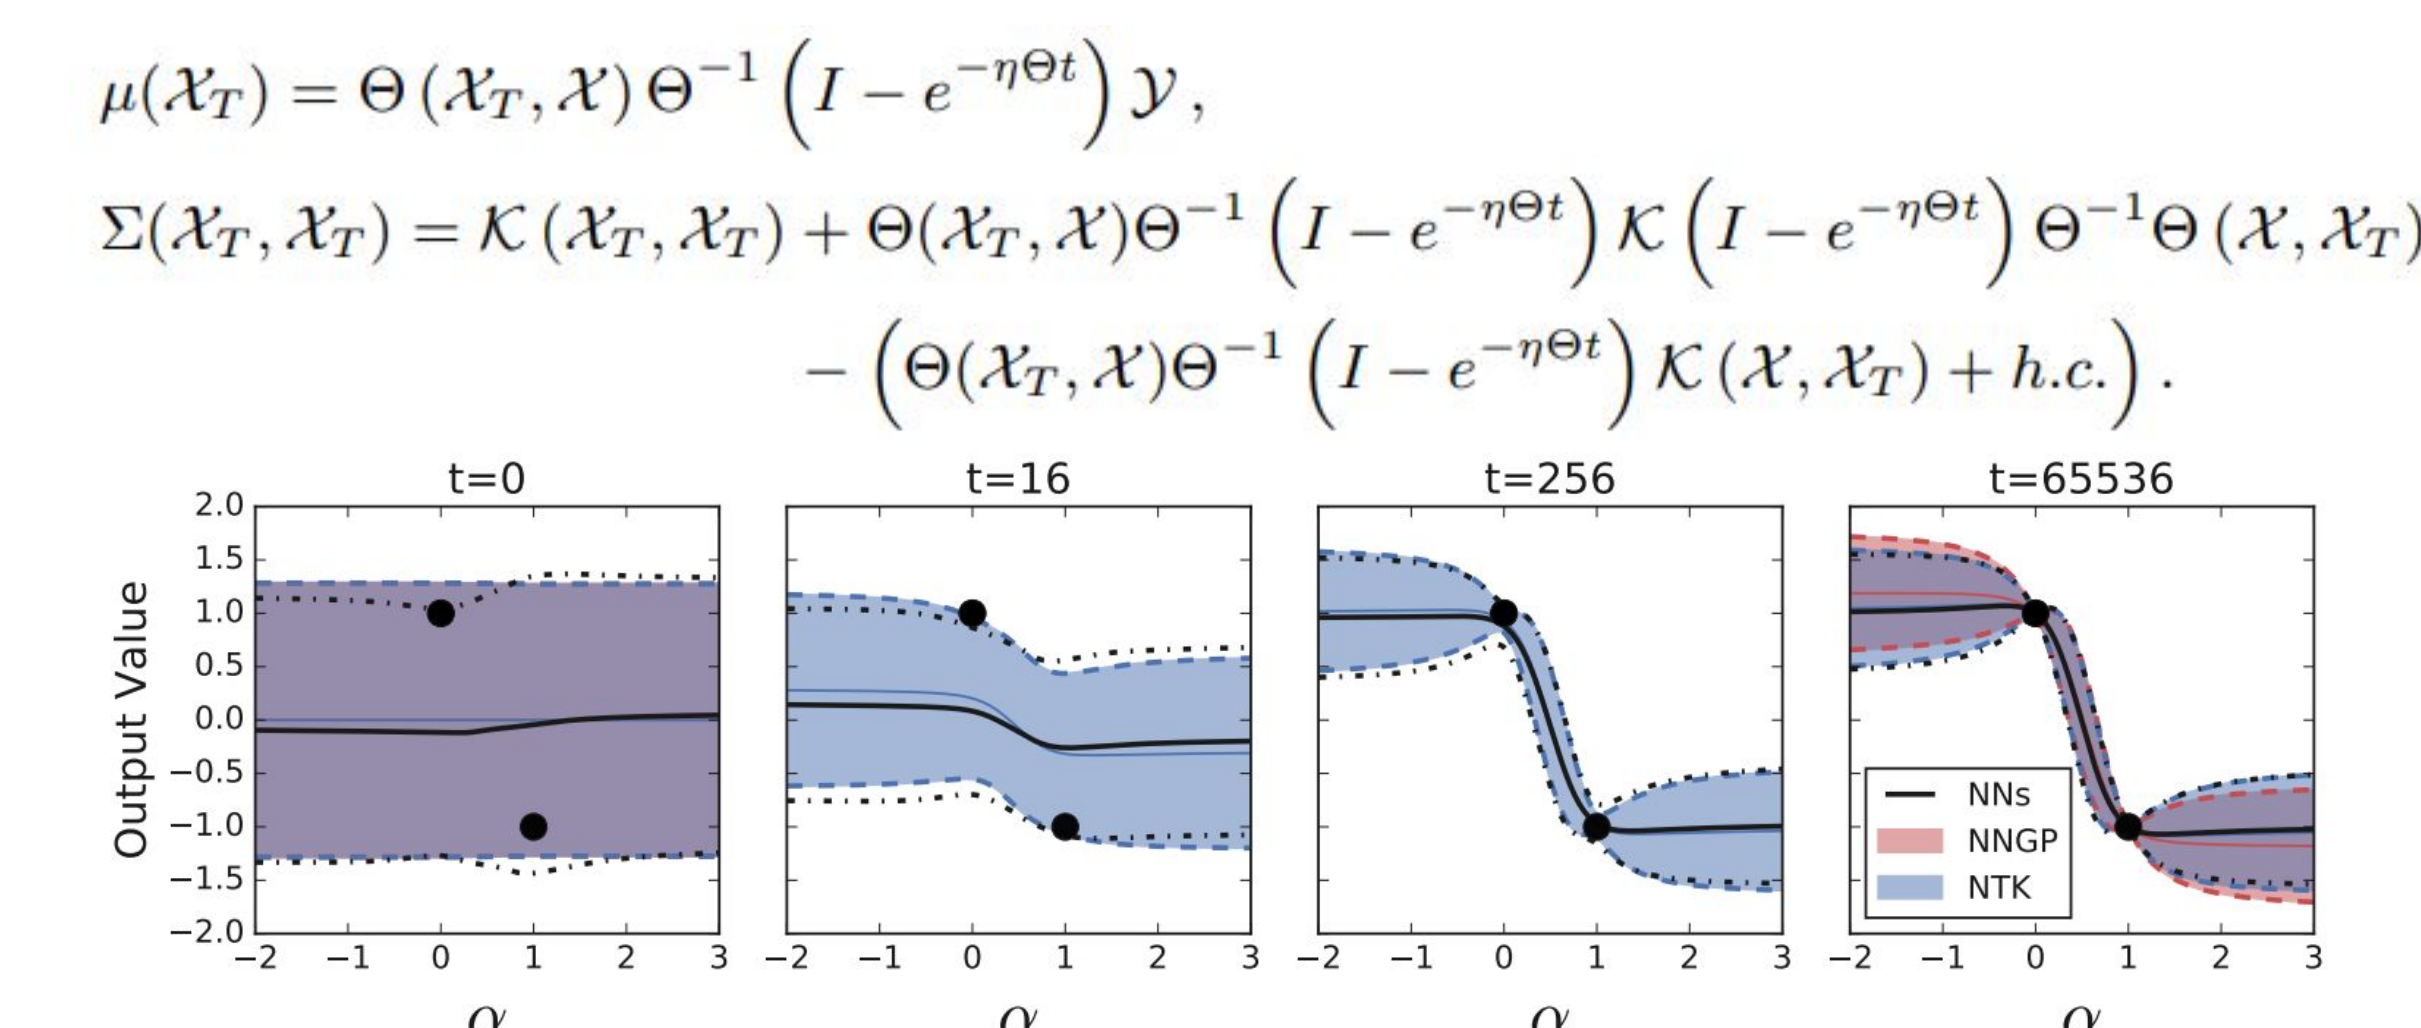 μ(𝒳_T) = Θ (𝒳_T, 𝒳) Θ⁻¹ (I − e^{−ηΘt}) 𝒴 ,
Σ(𝒳_T, 𝒳_T) = 𝒦 (𝒳_T, 𝒳_T) + Θ(𝒳_T, 𝒳)Θ⁻¹ (I − e^{−ηΘt}) 𝒦 (I − e^{−ηΘt}) Θ⁻¹Θ (𝒳, 𝒳_T)
− (Θ(𝒳_T, 𝒳)Θ⁻¹ (I − e^{−ηΘt}) 𝒦 (𝒳, 𝒳_T) + h.c.) .
t=0 t=16 t=256 t=65536
Output Value
2.0
1.5
1.0
0.5
0.0
−0.5
−1.0
−1.5
−2.0
NNs
NNGP
NTK
−2 −1 0 1 2 3 −2 −1 0 1 2 3 −2 −1 0 1 2 3 −2 −1 0 1 2 3
α α α α